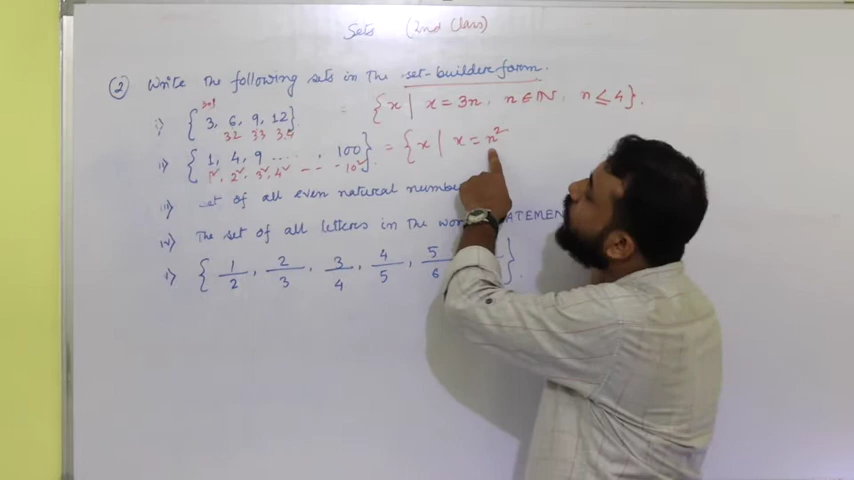 Sets (2nd Class)
② Write the following sets in the set-builder form.
i) {3, 6, 9, 12} = {x | x = 3n, n ∈ ℕ, n ≤ 4}.
3·1 3·2 3·3 3·4
ii) {1, 4, 9 ...., 100} = {x | x = n²
1², 2², 3², 4² - - - 10²
iii) set of all even natural numbe
iv) The set of all letters in the wor STATEMEN
v) {1/2, 2/3, 3/4, 4/5, 5/6, }